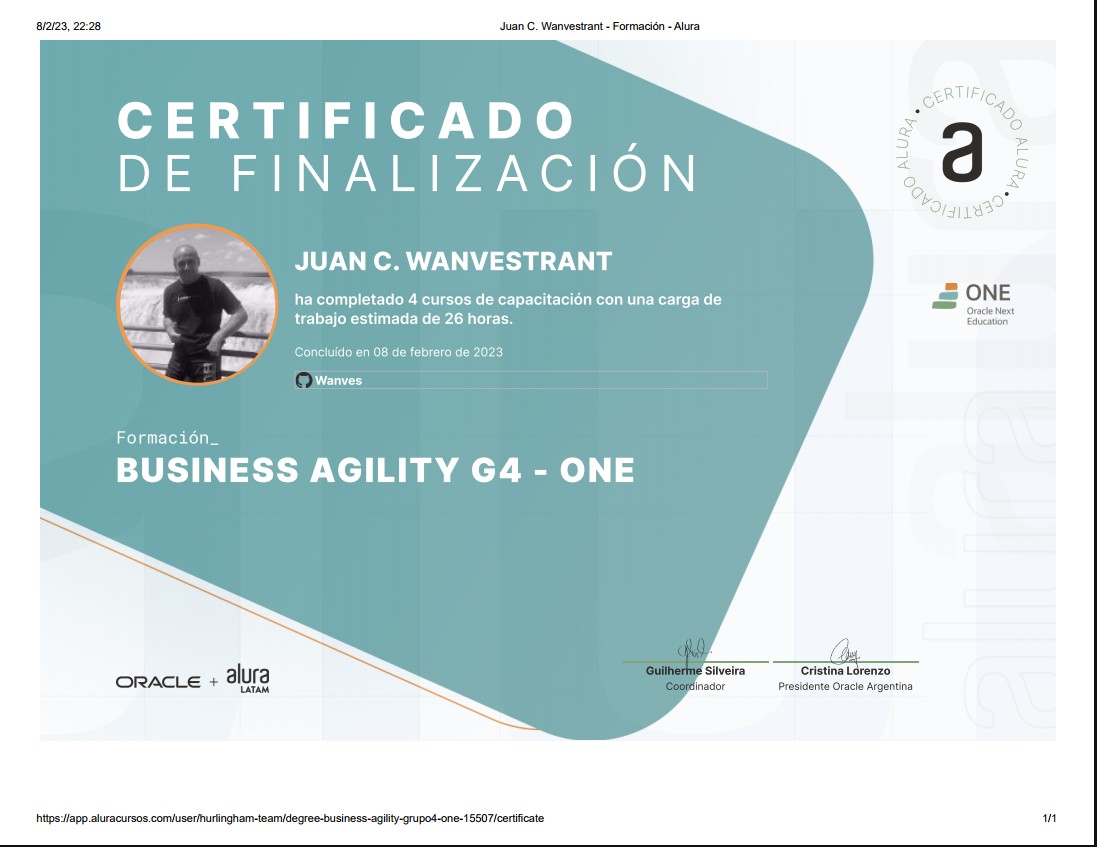 8/2/23, 22:28
Juan C. Wanvestrant - Formación - Alura
CERTIFICADO
DE FINALIZACIÓN
• CERTIFICADO ALURA • CERTIFICADO ALURA
a
JUAN C. WANVESTRANT
ha completado 4 cursos de capacitación con una carga de
trabajo estimada de 26 horas.
ONE
Oracle Next
Education
Concluído en 08 de febrero de 2023
Wanves
Formación_
BUSINESS AGILITY G4 - ONE
ORACLE + alura
LATAM
Guilherme Silveira
Coordinador
Cristina Lorenzo
Presidente Oracle Argentina
alura
https://app.aluracursos.com/user/hurlingham-team/degree-business-agility-grupo4-one-15507/certificate
1/1